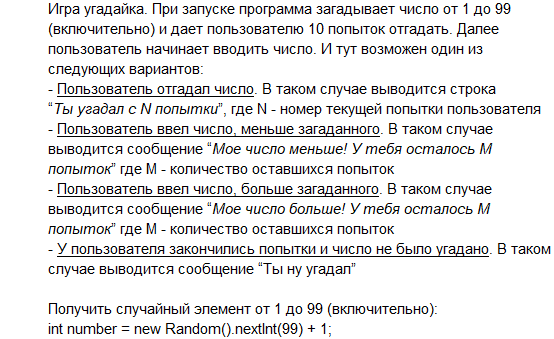 Игра угадайка. При запуске программа загадывает число от 1 до 99
(включительно) и дает пользователю 10 попыток отгадать. Далее
пользователь начинает вводить число. И тут возможен один из
следующих вариантов:
- Пользователь отгадал число. В таком случае выводится строка
“Ты угадал с N попытки”, где N - номер текущей попытки пользователя
- Пользователь ввел число, меньше загаданного. В таком случае
выводится сообщение “Мое число меньше! У тебя осталось M
попыток” где M - количество оставшихся попыток
- Пользователь ввел число, больше загаданного. В таком случае
выводится сообщение “Мое число больше! У тебя осталось M
попыток” где M - количество оставшихся попыток
- У пользователя закончились попытки и число не было угадано. В таком
случае выводится сообщение “Ты ну угадал”
Получить случайный элемент от 1 до 99 (включительно):
int number = new Random().nextInt(99) + 1;